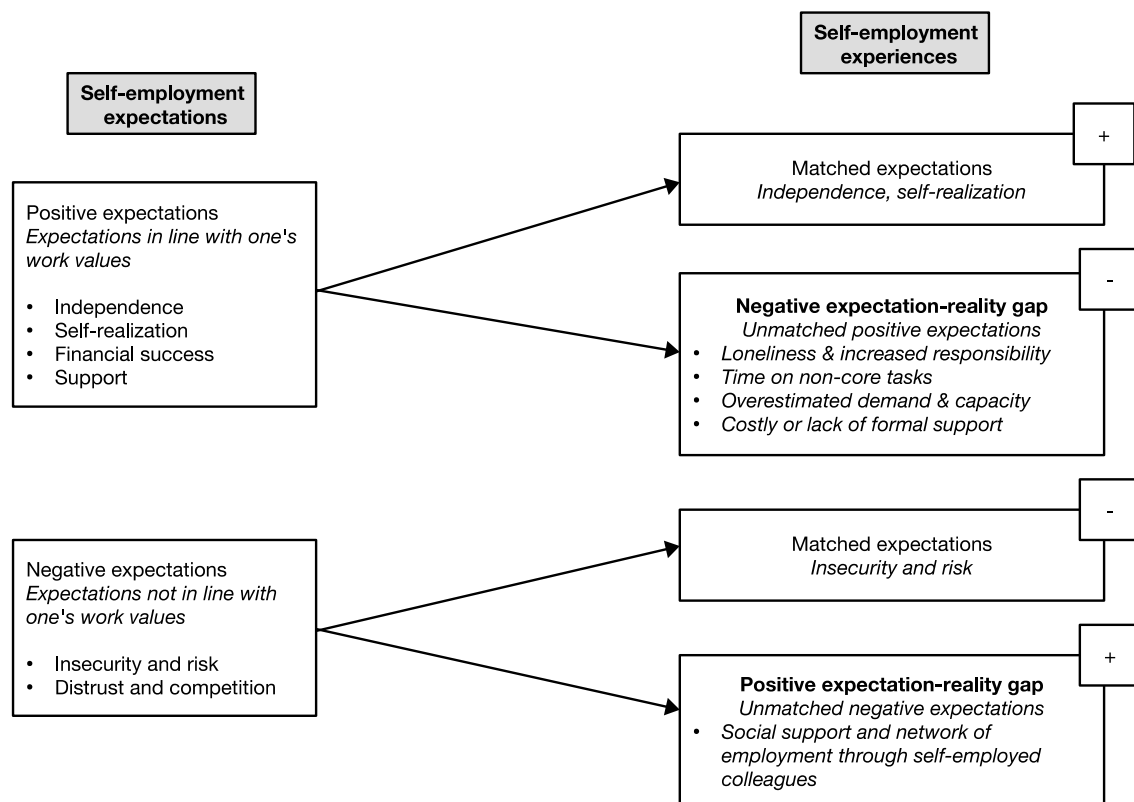 Self-employment
expectations
Self-employment
experiences
Positive expectations
Expectations in line with one's
work values
• Independence
• Self-realization
• Financial success
• Support
+
Matched expectations
Independence, self-realization
-
Negative expectation-reality gap
Unmatched positive expectations
• Loneliness & increased responsibility
• Time on non-core tasks
• Overestimated demand & capacity
• Costly or lack of formal support
Negative expectations
Expectations not in line with
one's work values
• Insecurity and risk
• Distrust and competition
-
Matched expectations
Insecurity and risk
+
Positive expectation-reality gap
Unmatched negative expectations
• Social support and network of
employment through self-employed
colleagues